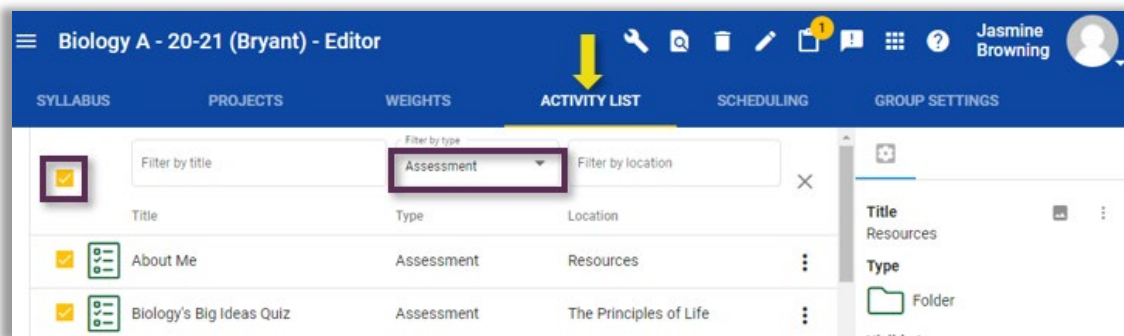 Biology A - 20-21 (Bryant) - Editor
1
Jasmine
Browning
SYLLABUS PROJECTS WEIGHTS ACTIVITY LIST SCHEDULING GROUP SETTINGS
Filter by title
Filter by type
Assessment
Filter by location
Title Type Location
About Me Assessment Resources
Biology's Big Ideas Quiz Assessment The Principles of Life
Title
Resources
Type
Folder